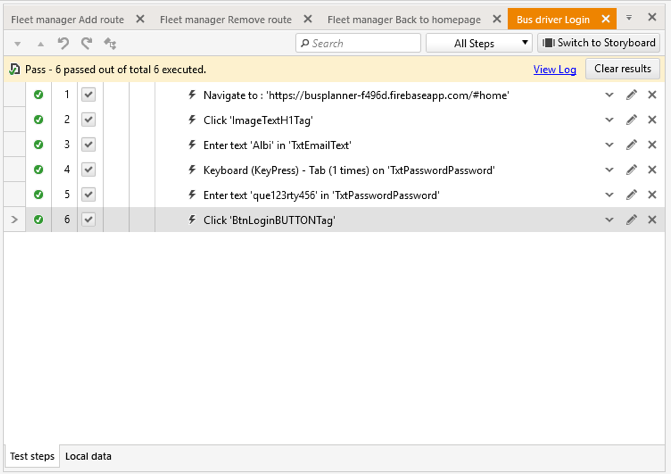 Fleet manager Add route Fleet manager Remove route Fleet manager Back to homepage Bus driver Login
Search All Steps Switch to Storyboard
Pass - 6 passed out of total 6 executed. View Log Clear results
1 Navigate to : 'https://busplanner-f496d.firebaseapp.com/#home'
2 Click 'ImageTextH1Tag'
3 Enter text 'Albi' in 'TxtEmailText'
4 Keyboard (KeyPress) - Tab (1 times) on 'TxtPasswordPassword'
5 Enter text 'que123rty456' in 'TxtPasswordPassword'
6 Click 'BtnLoginBUTTONTag'
Test steps Local data